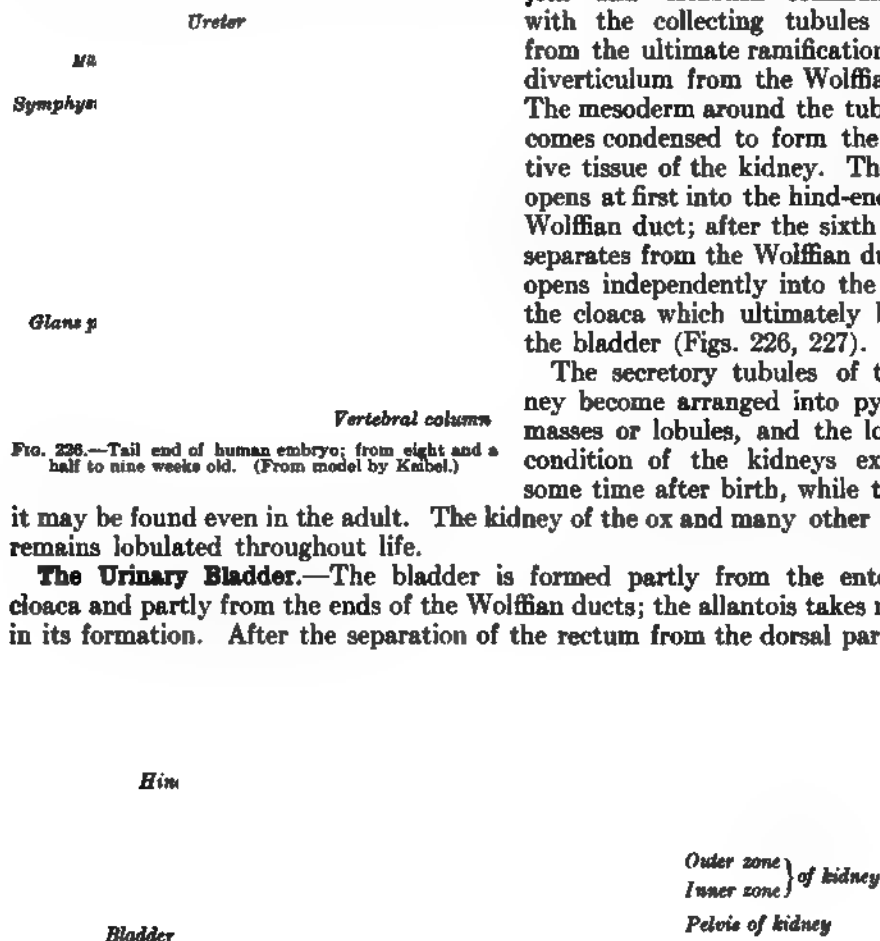 Ureter
Symphys
Glans p
Vertebral column
FIG. 226.—Tail end of human embryo; from eight and a
half to nine weeks old. (From model by Keibel.)
with the collecting tubules
from the ultimate ramification
diverticulum from the Wolffia
The mesoderm around the tub
comes condensed to form the
tive tissue of the kidney. Th
opens at first into the hind-en
Wolffian duct; after the sixth
separates from the Wolffian du
opens independently into the
the cloaca which ultimately b
the bladder (Figs. 226, 227).
The secretory tubules of t
ney become arranged into py
masses or lobules, and the lo
condition of the kidneys ex
some time after birth, while t
it may be found even in the adult. The kidney of the ox and many other
remains lobulated throughout life.
The Urinary Bladder.—The bladder is formed partly from the ento
cloaca and partly from the ends of the Wolffian ducts; the allantois takes n
in its formation. After the separation of the rectum from the dorsal par
Hin
Outer zone } of kidney
Inner zone
Pelvis of kidney
Bladder